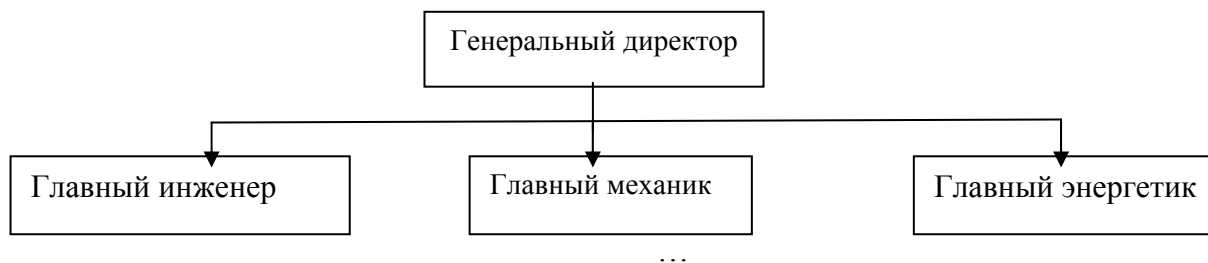 Генеральный директор
Главный инженер
Главный механик
Главный энергетик
…